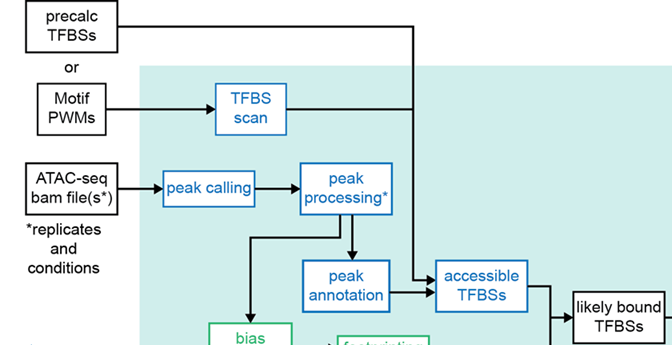 precalc
TFBSs
or
Motif
PWMs
TFBS
scan
ATAC-seq
bam file(s*)
peak calling
peak
processing*
*replicates
and
conditions
peak
annotation
accessible
TFBSs
likely bound
TFBSs
bias
footprinting